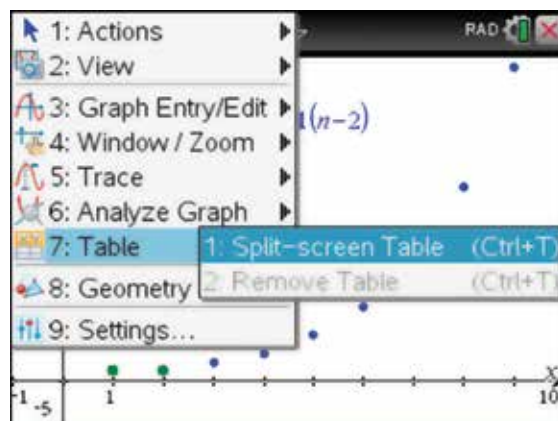 1: Actions
RAD
2: View
3: Graph Entry/Edit
1(n-2)
4: Window / Zoom
5: Trace
6: Analyze Graph
7: Table
1: Split-screen Table (Ctrl+T)
8: Geometry
2: Remove Table (Ctrl+T)
9: Settings...
x
-1
-5
1
10